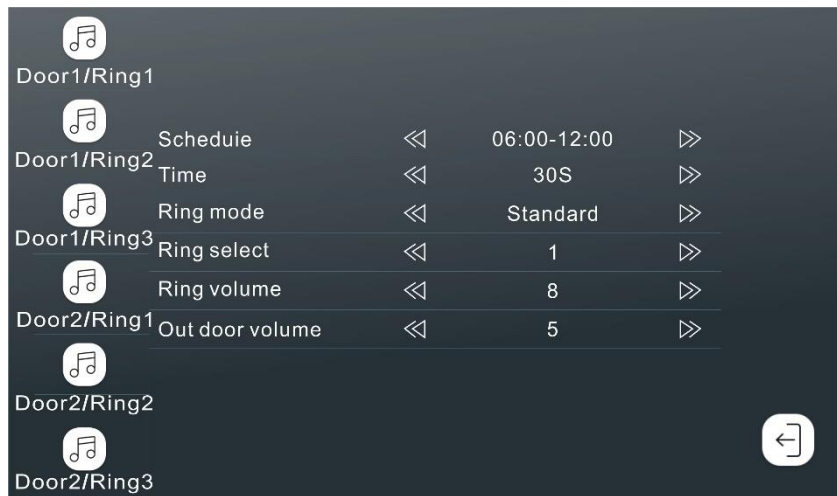 Door1/Ring1
Door1/Ring2
Door1/Ring3
Door2/Ring1
Door2/Ring2
Door2/Ring3
Scheduie 06:00-12:00
Time 30S
Ring mode Standard
Ring select 1
Ring volume 8
Out door volume 5